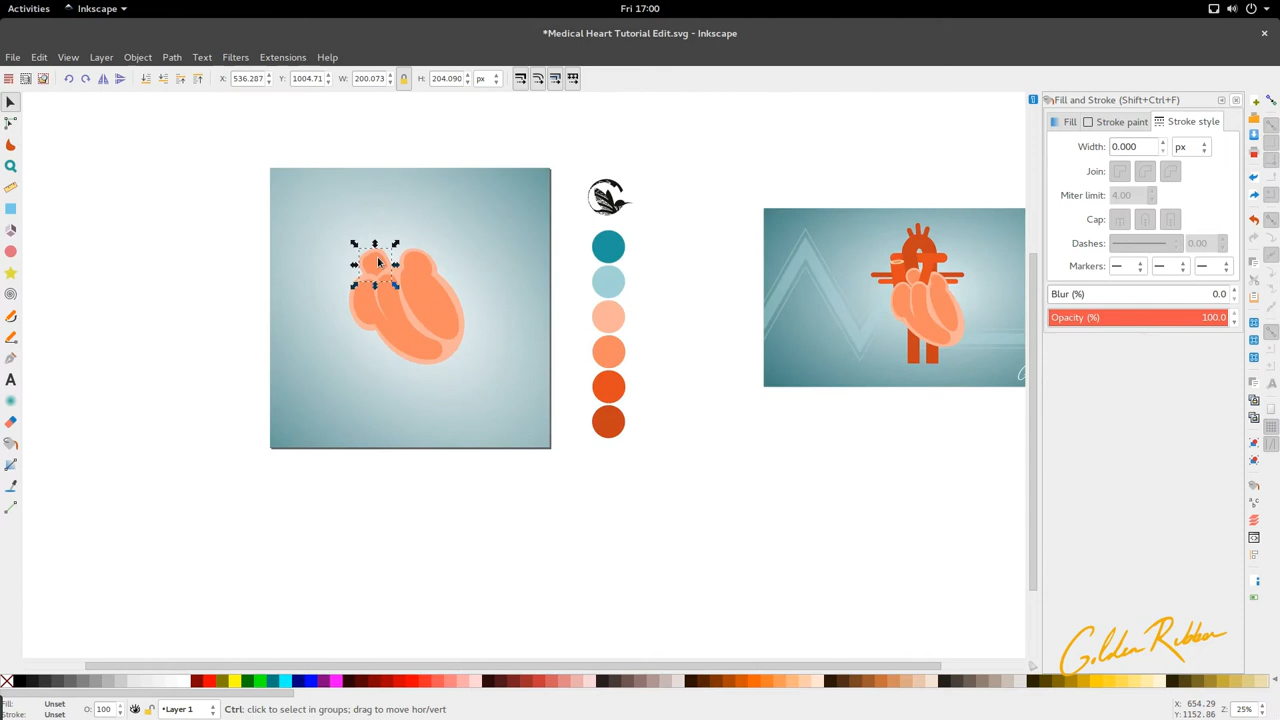 Activities
Inkscape
Fri 17:00
*Medical Heart Tutorial Edit.svg - Inkscape
File Edit View Layer Object Path Text Filters Extensions Help
X: 536.287 Y: 1004.71 W: 200.073 H: 204.090 px
Fill and Stroke (Shift+Ctrl+F)
Fill Stroke paint Stroke style
Width: 0.000 px
Join:
Miter limit: 4.00
Cap:
Dashes: 0.00
Markers:
Blur (%) 0.0
Opacity (%) 100.0
Golden Ribbon
Fill: Unset
Stroke: Unset
O: 100
•Layer 1
Ctrl: click to select in groups; drag to move hor/vert
X: 654.29
Y: 1152.86
Z: 25%